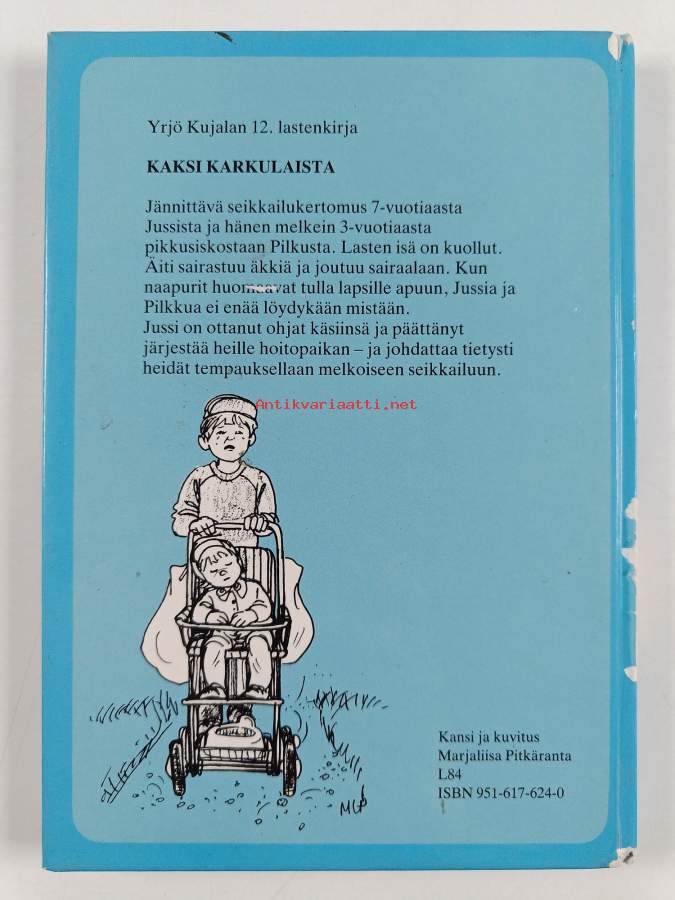 Yrjö Kujalan 12. lastenkirja
KAKSI KARKULAISTA
Jännittävä seikkailukertomus 7-vuotiaasta
Jussista ja hänen melkein 3-vuotiaasta
pikkusiskostaan Pilkusta. Lasten isä on kuollut.
Äiti sairastuu äkkiä ja joutuu sairaalaan. Kun
naapurit huomaavat tulla lapsille apuun, Jussia ja
Pilkkua ei enää löydykään mistään.
Jussi on ottanut ohjat käsiinsä ja päättänyt
järjestää heille hoitopaikan – ja johdattaa tietysti
heidät tempauksellaan melkoiseen seikkailuun.
Antikvariaatti.net
Kansi ja kuvitus
Marjaliisa Pitkäranta
L84
ISBN 951-617-624-0